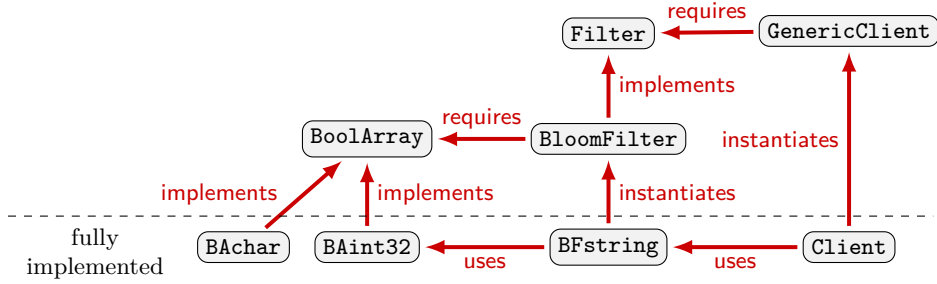 requires
Filter
GenericClient
implements
requires
BoolArray
BloomFilter
instantiates
implements
implements
instantiates
fully
implemented
BAchar
BAint32
uses
BFstring
uses
Client